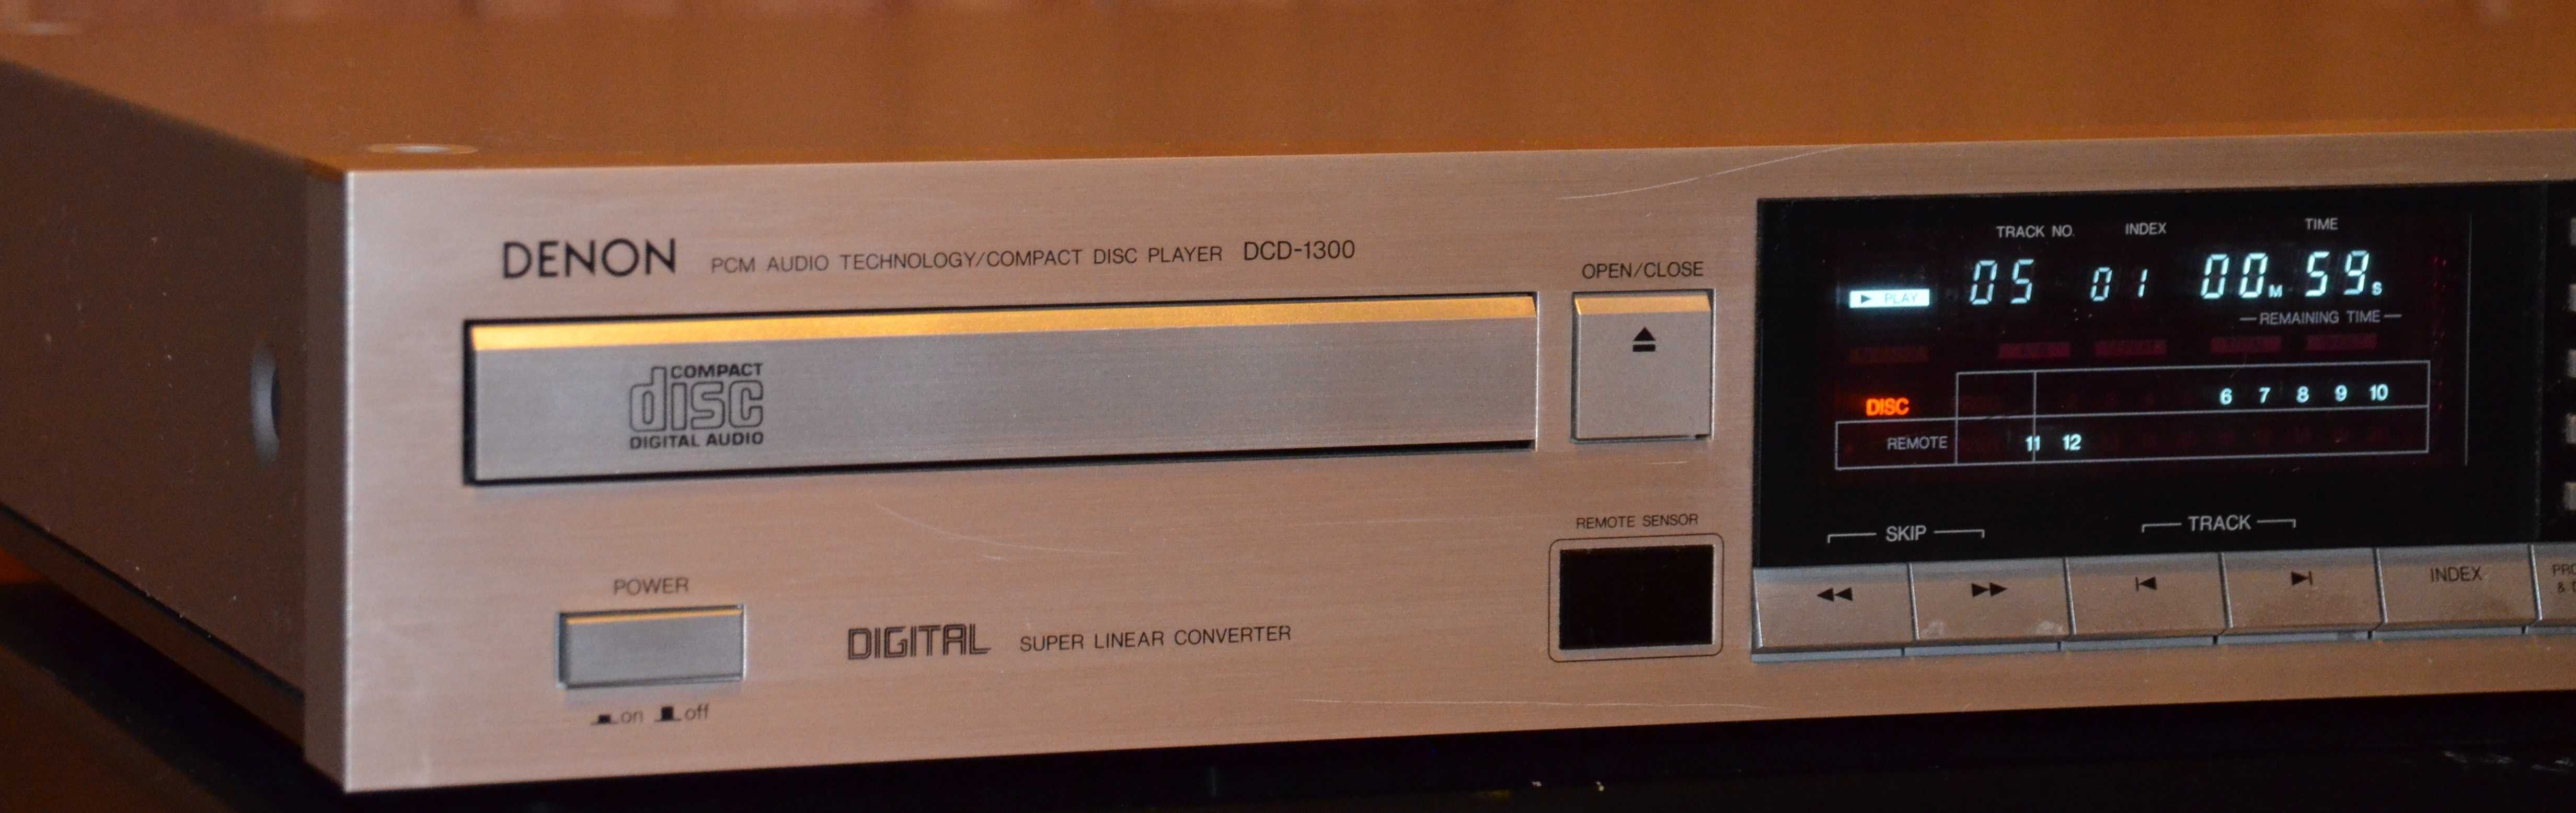 DENON PCM AUDIO TECHNOLOGY/COMPACT DISC PLAYER DCD-1300
COMPACT
disc
DIGITAL AUDIO
OPEN/CLOSE
POWER
on off
DIGITAL SUPER LINEAR CONVERTER
REMOTE SENSOR
TRACK NO. INDEX TIME
PLAY 05 01 00M 59S
REMAINING TIME
DISC 6 7 8 9 10
REMOTE 11 12
SKIP TRACK
INDEX